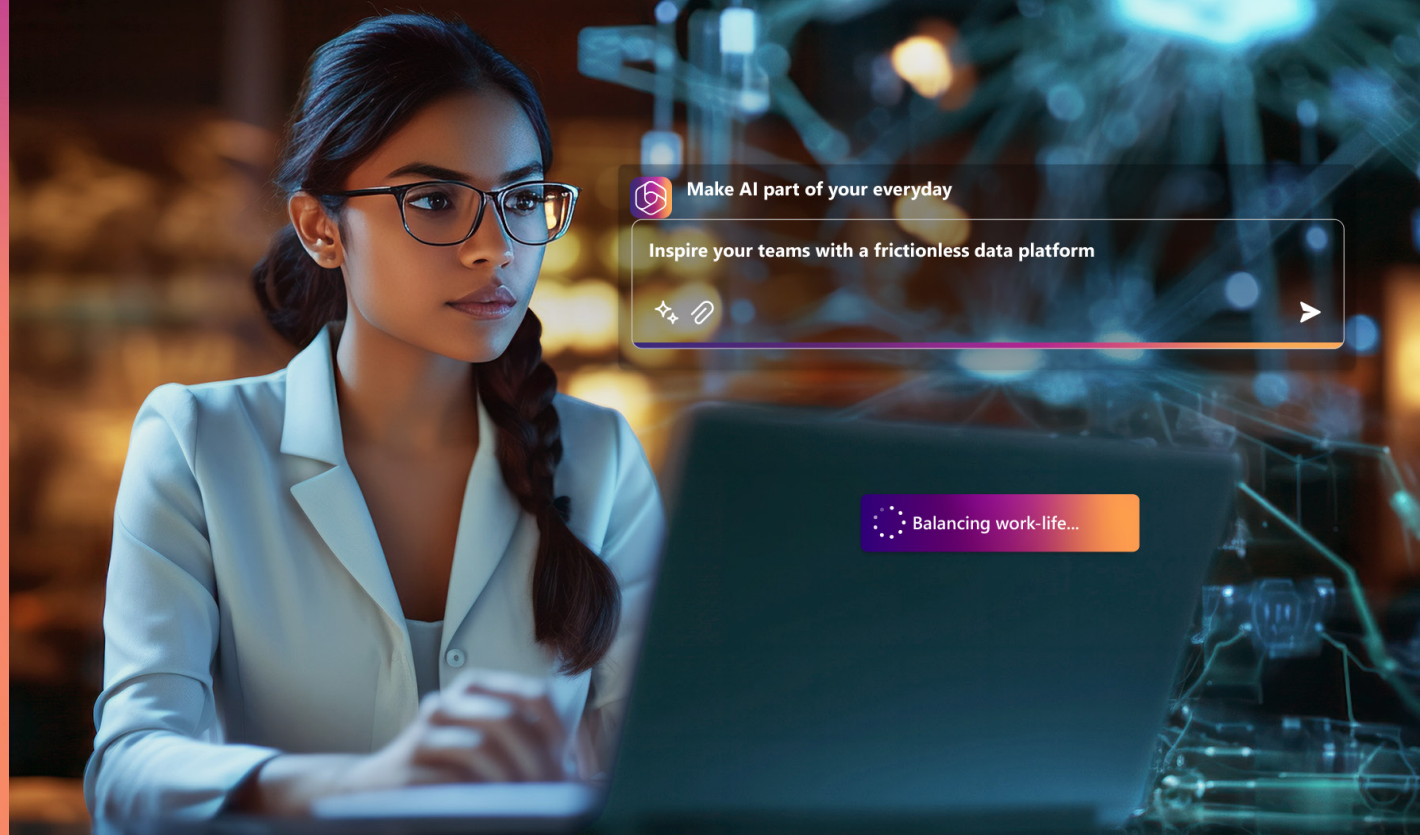 Make AI part of your everyday
Inspire your teams with a frictionless data platform
Balancing work-life...